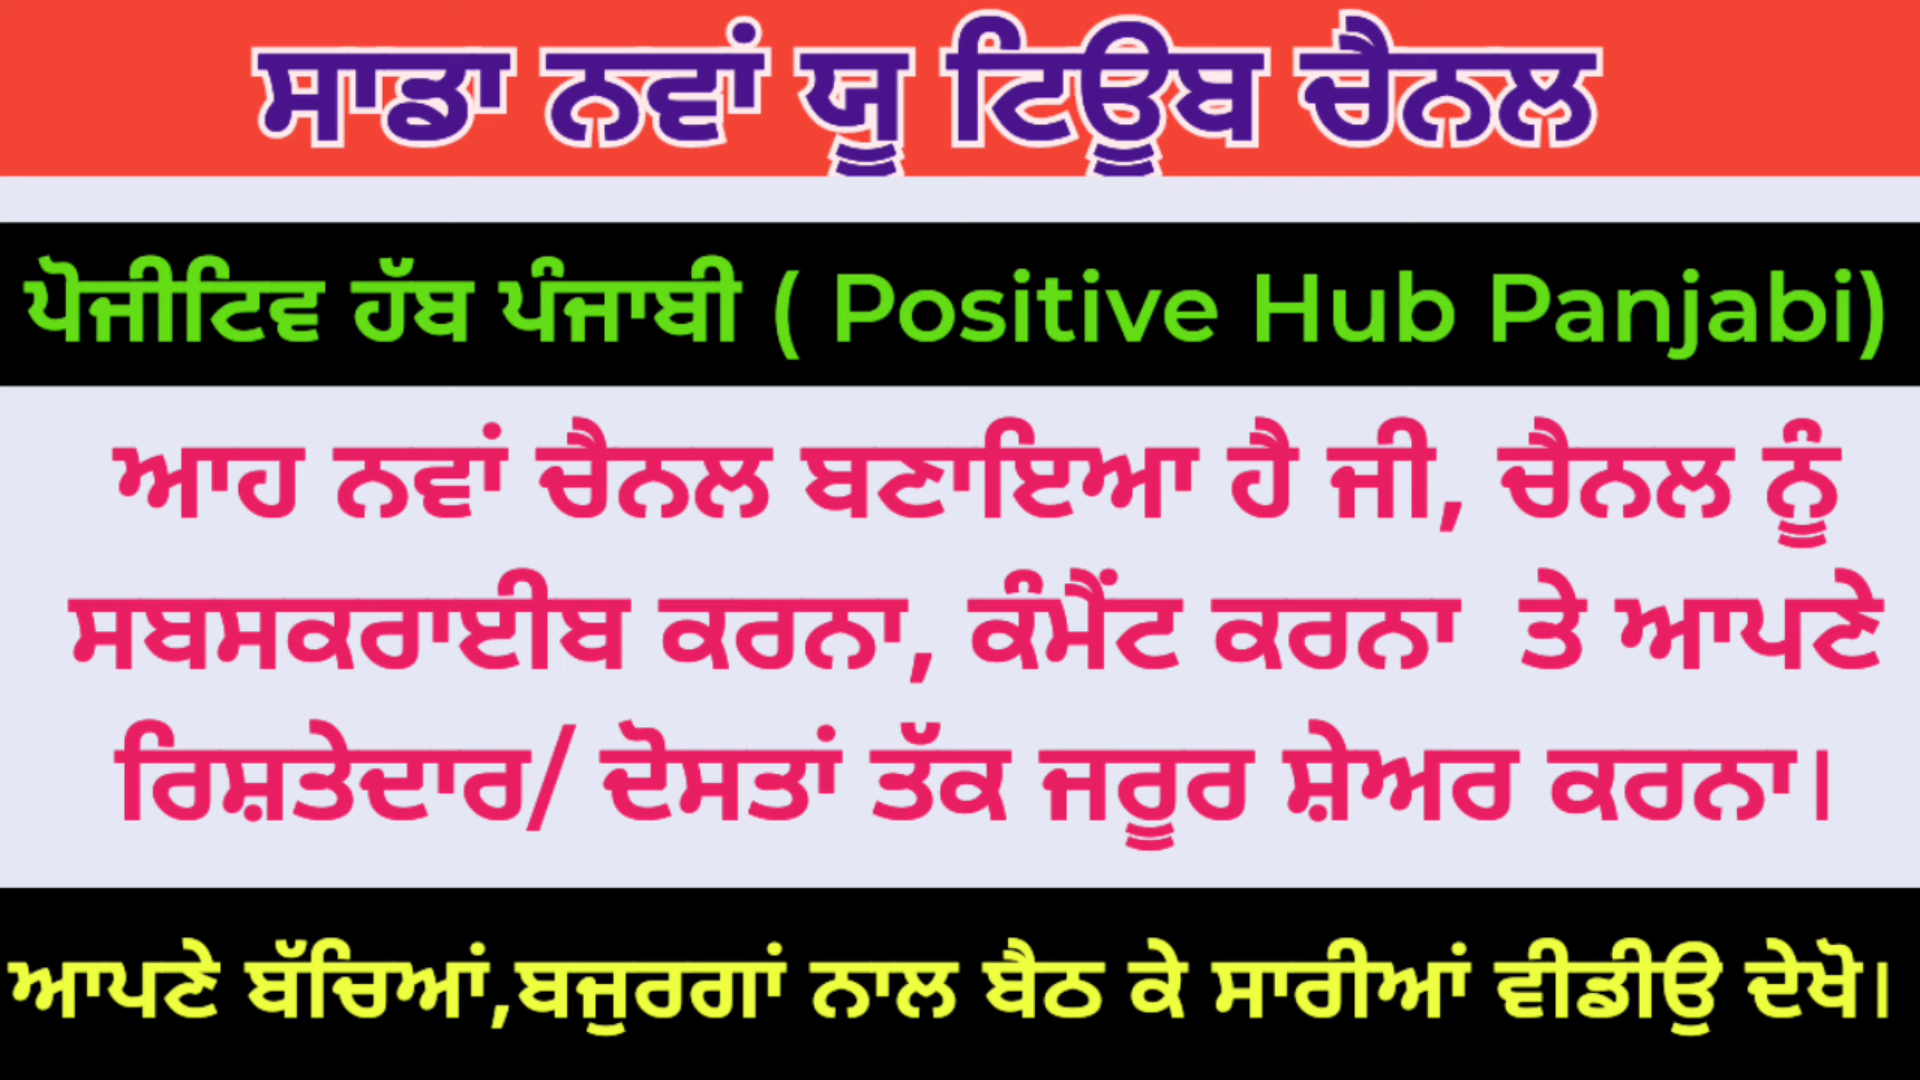 ਸਾਡਾ ਨਵਾਂ ਯੂ ਟਿਊਬ ਚੈਨਲ
ਪੋਜੀਟਿਵ ਹੱਬ ਪੰਜਾਬੀ ( Positive Hub Panjabi)
ਆਹ ਨਵਾਂ ਚੈਨਲ ਬਣਾਇਆ ਹੈ ਜੀ, ਚੈਨਲ ਨੂੰ
ਸਬਸਕਰਾਈਬ ਕਰਨਾ, ਕੰਮੈਂਟ ਕਰਨਾ  ਤੇ ਆਪਣੇ
ਰਿਸ਼ਤੇਦਾਰ/ ਦੋਸਤਾਂ ਤੱਕ ਜਰੂਰ ਸ਼ੇਅਰ ਕਰਨਾ।
ਆਪਣੇ ਬੱਚਿਆਂ,ਬਜੁਰਗਾਂ ਨਾਲ ਬੈਠ ਕੇ ਸਾਰੀਆਂ ਵੀਡੀਉ ਦੇਖੋ।